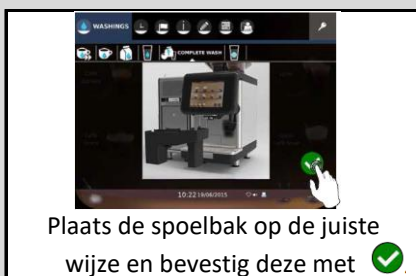 WASHINGS
COMPLETE WASH
10:22 19/06/2015
Plaats de spoelbak op de juiste
wijze en bevestig deze met